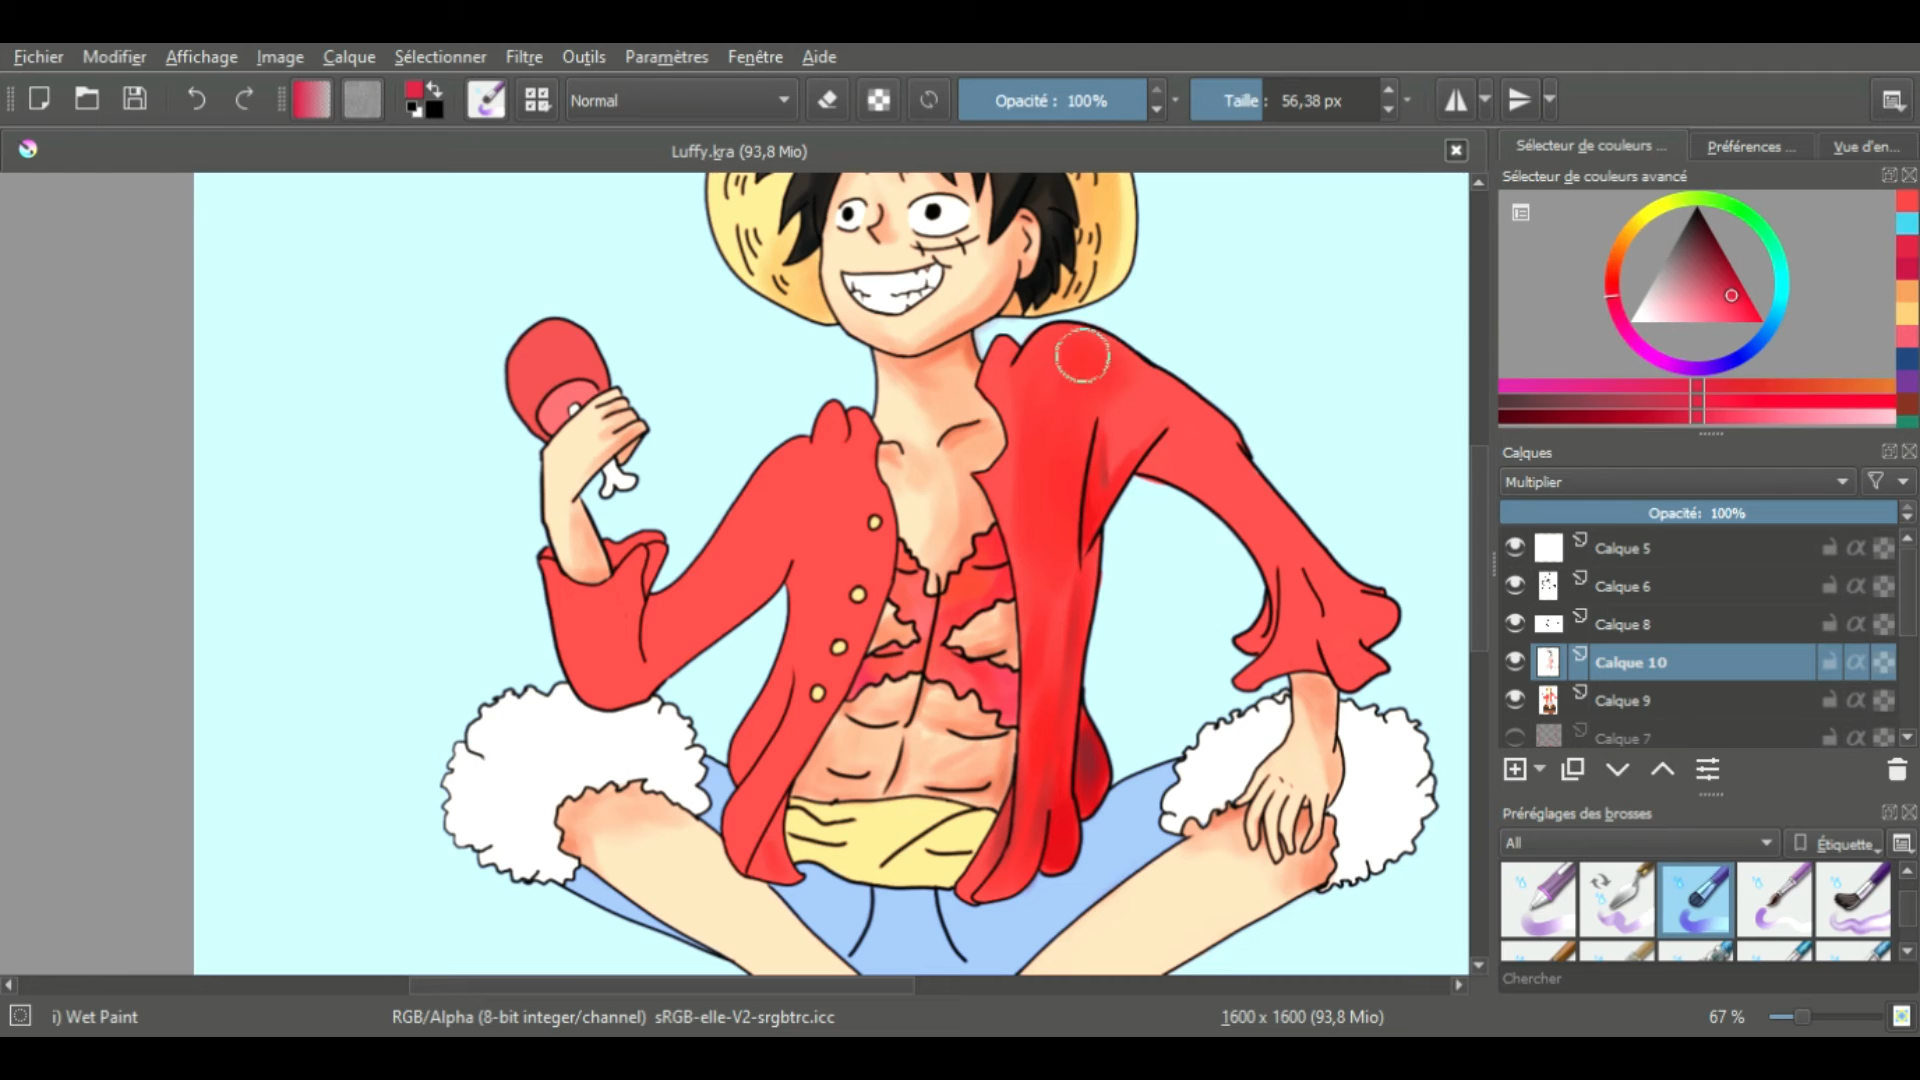 Fichier Modifier Affichage Image Calque Sélectionner Filtre Outils Paramètres Fenêtre Aide
Normal Opacité : 100% Taille : 56,38 px
Luffy.kra (93,8 Mio)
Sélecteur de couleurs ... Préférences ... Vue d'en...
Sélecteur de couleurs avancé
Calques
Multiplier
Opacité: 100%
Calque 5
Calque 6
Calque 8
Calque 10
Calque 9
Calque 7
Préréglages des brosses
All Étiquette
Chercher
i) Wet Paint RGB/Alpha (8-bit integer/channel) sRGB-elle-V2-srgbtrc.icc 1600 x 1600 (93,8 Mio) 67 %